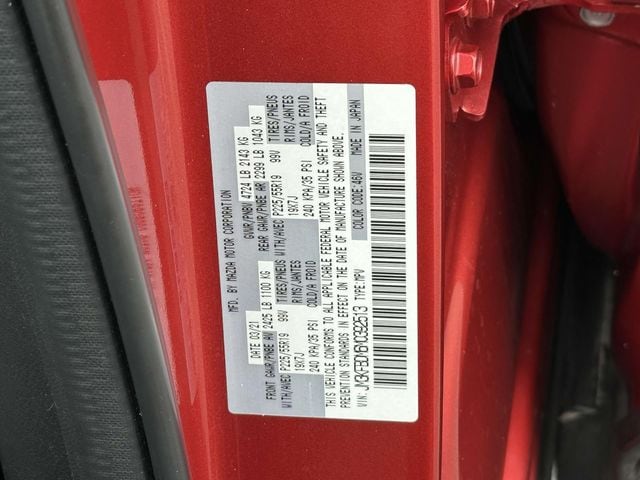 MFD. BY MAZDA MOTOR CORPORATION
DATE 03/21 GVWR/PNBV 4724 LB 2143 KG
FRONT GAWR/PNBE AV 2425 LB 1100 KG REAR GAWR/PNBE AR 2299 LB 1043 KG
WITH/AVEC P225/55R19 99V TIRES/PNEUS WITH/AVEC P225/55R19 99V TIRES/PNEUS
19X7J RIMS/JANTES 19X7J RIMS/JANTES
240 KPA/35 PSI COLD/A FROID 240 KPA/35 PSI COLD/A FROID
THIS VEHICLE CONFORMS TO ALL APPLICABLE FEDERAL MOTOR VEHICLE SAFETY AND THEFT
PREVENTION STANDARDS IN EFFECT ON THE DATE OF MANUFACTURE SHOWN ABOVE.
VIN: JM3KFBDM6M0392513 TYPE:MPV
COLOR CODE:46V MADE IN JAPAN